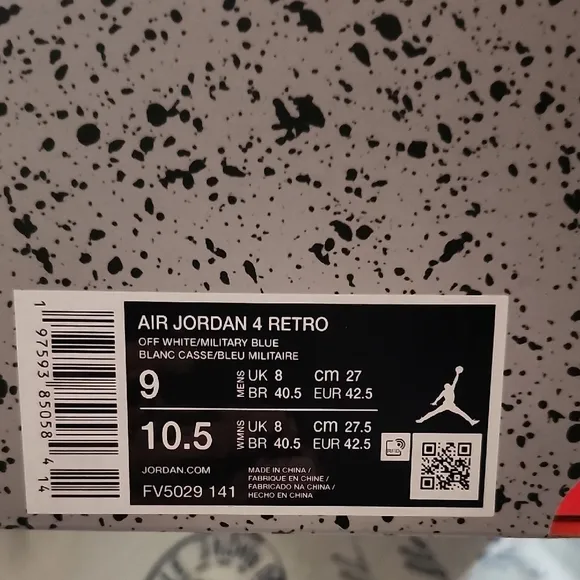 AIR JORDAN 4 RETRO
OFF WHITE/MILITARY BLUE
BLANC CASSE/BLEU MILITAIRE
9 MENS UK 8 cm 27
BR 40.5 EUR 42.5
10.5 WMNS UK 8 cm 27.5
BR 40.5 EUR 42.5
JORDAN.COM
FV5029 141
MADE IN CHINA /
FABRIQUE EN CHINE /
FABRICADO NA CHINA /
HECHO EN CHINA
1 97593 85058 4 14